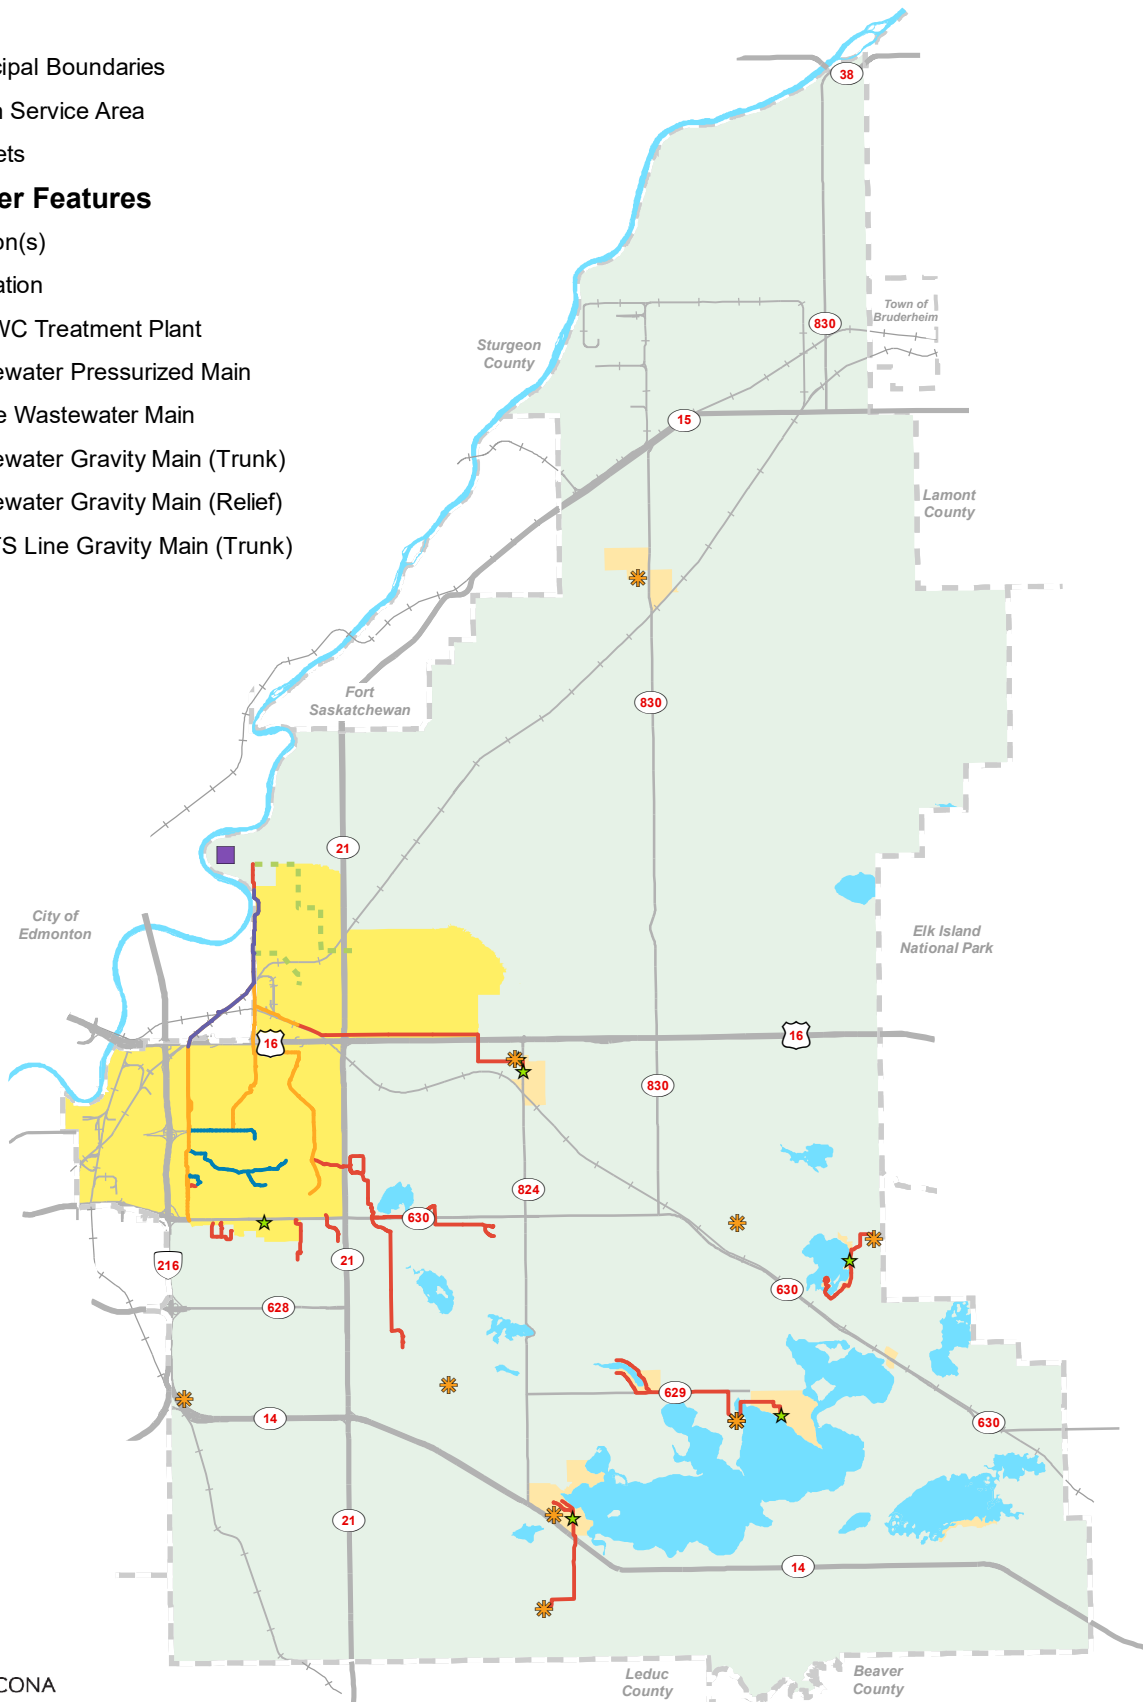 cipal Boundaries
n Service Area
ets
er Features
on(s)
ation
WC Treatment Plant
ewater Pressurized Main
e Wastewater Main
ewater Gravity Main (Trunk)
ewater Gravity Main (Relief)
TS Line Gravity Main (Trunk)
38
Town of
Bruderheim
830
Sturgeon
County
15
Lamont
County
Fort
Saskatchewan
830
21
City of
Edmonton
Elk Island
National Park
16
16
830
824
630
216
21
630
628
629
14
630
21
14
Leduc
County
Beaver
County
CONA